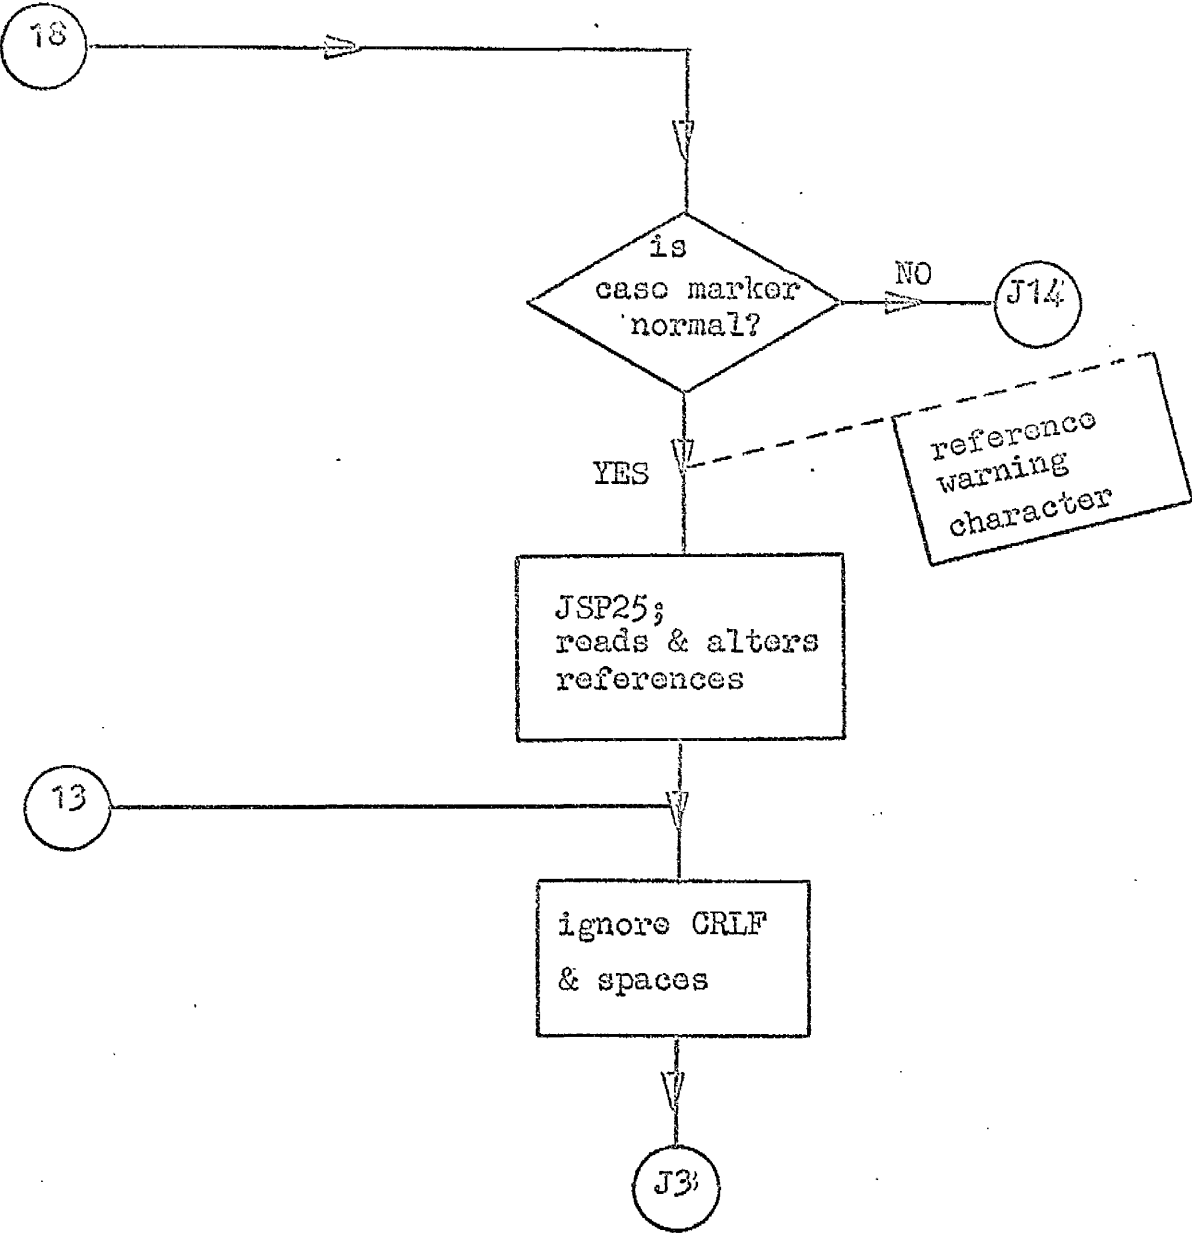 18
is
case marker
normal?
NO
J14
YES
reference
warning
character
JSP25;
reads & alters
references
13
ignore CRLF
& spaces
J3